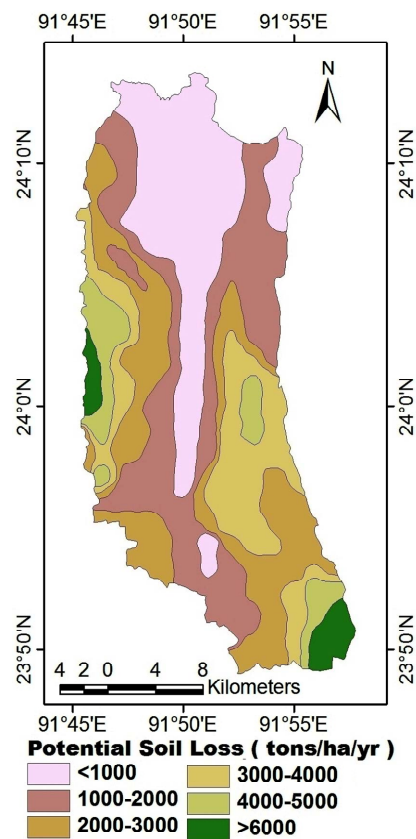 91°45'E 91°50'E 91°55'E
N
24°10'N 24°10'N
24°0'N 24°0'N
23°50'N 23°50'N
4 2 0 4 8
Kilometers
91°45'E 91°50'E 91°55'E
Potential Soil Loss ( tons/ha/yr )
<1000 3000-4000
1000-2000 4000-5000
2000-3000 >6000